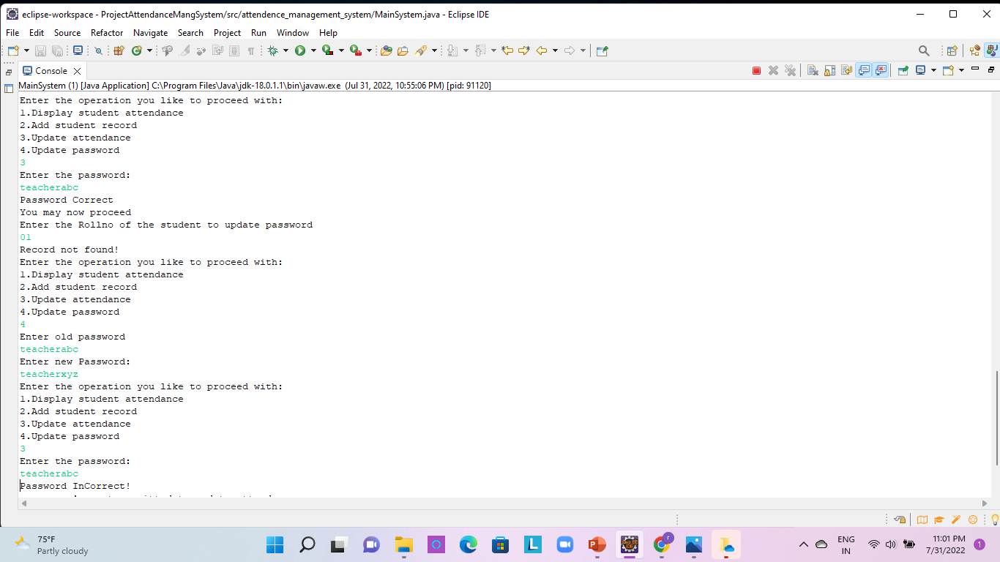 eclipse-workspace - ProjectAttendanceMangSystem/src/attendence_management_system/MainSystem.java - Eclipse IDE
File Edit Source Refactor Navigate Search Project Run Window Help
Console
MainSystem (1) [Java Application] C:\Program Files\Java\jdk-18.0.1.1\bin\javaw.exe (Jul 31, 2022, 10:55:06 PM) [pid: 91120]
Enter the operation you like to proceed with:
1.Display student attendance
2.Add student record
3.Update attendance
4.Update password
3
Enter the password:
teacherabc
Password Correct
You may now proceed
Enter the Rollno of the student to update password
01
Record not found!
Enter the operation you like to proceed with:
1.Display student attendance
2.Add student record
3.Update attendance
4.Update password
4
Enter old password
teacherabc
Enter new Password:
teacherxyz
Enter the operation you like to proceed with:
1.Display student attendance
2.Add student record
3.Update attendance
4.Update password
3
Enter the password:
teacherabc
Password InCorrect!
75°F
Partly cloudy
ENG
IN
11:01 PM
7/31/2022
1